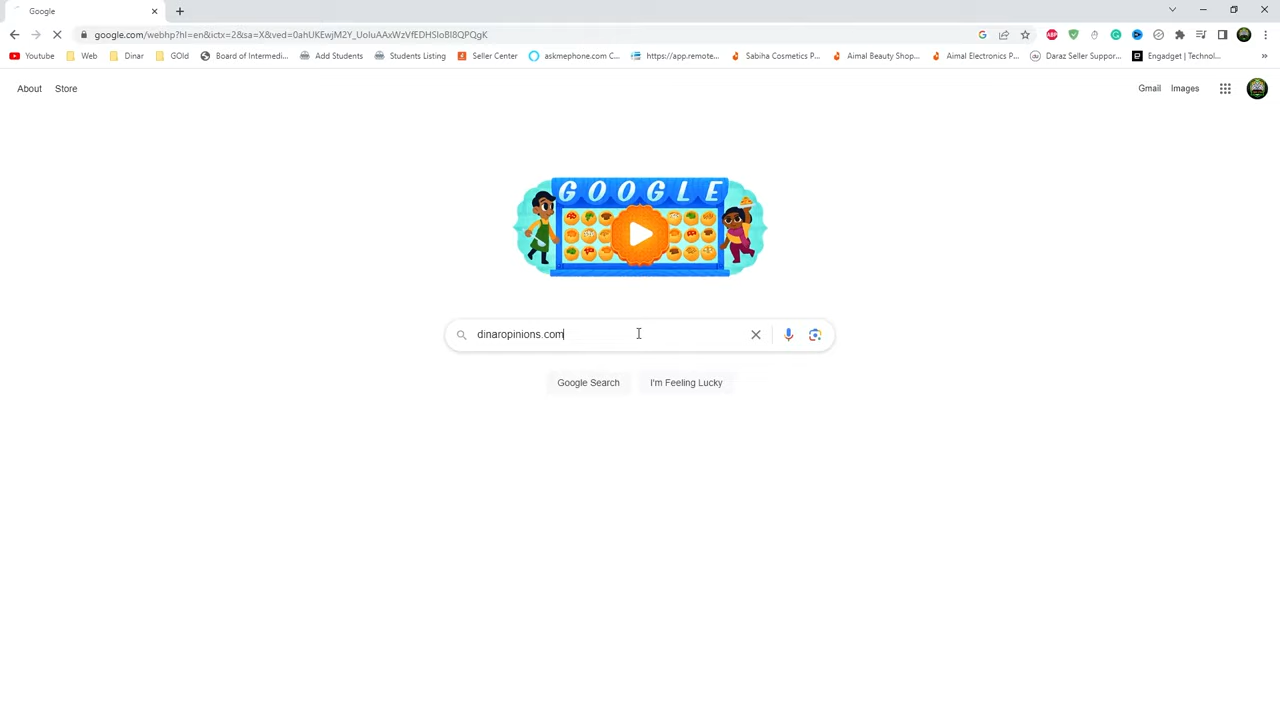 Google
google.com/webhp?hl=en&ictx=2&sa=X&ved=0ahUKEwjM2Y_UoIuAAxWzVfEDHSIoBl8QPQgK
Youtube Web Dinar GOld Board of Intermedi... Add Students Students Listing Seller Center askmephone.com C... https://app.remote... Sabiha Cosmetics P... Aimal Beauty Shop... Aimal Electronics P... Daraz Seller Suppor... Engadget | Technol...
About Store Gmail Images
GOOGLE
dinaropinions.com
Google Search I'm Feeling Lucky